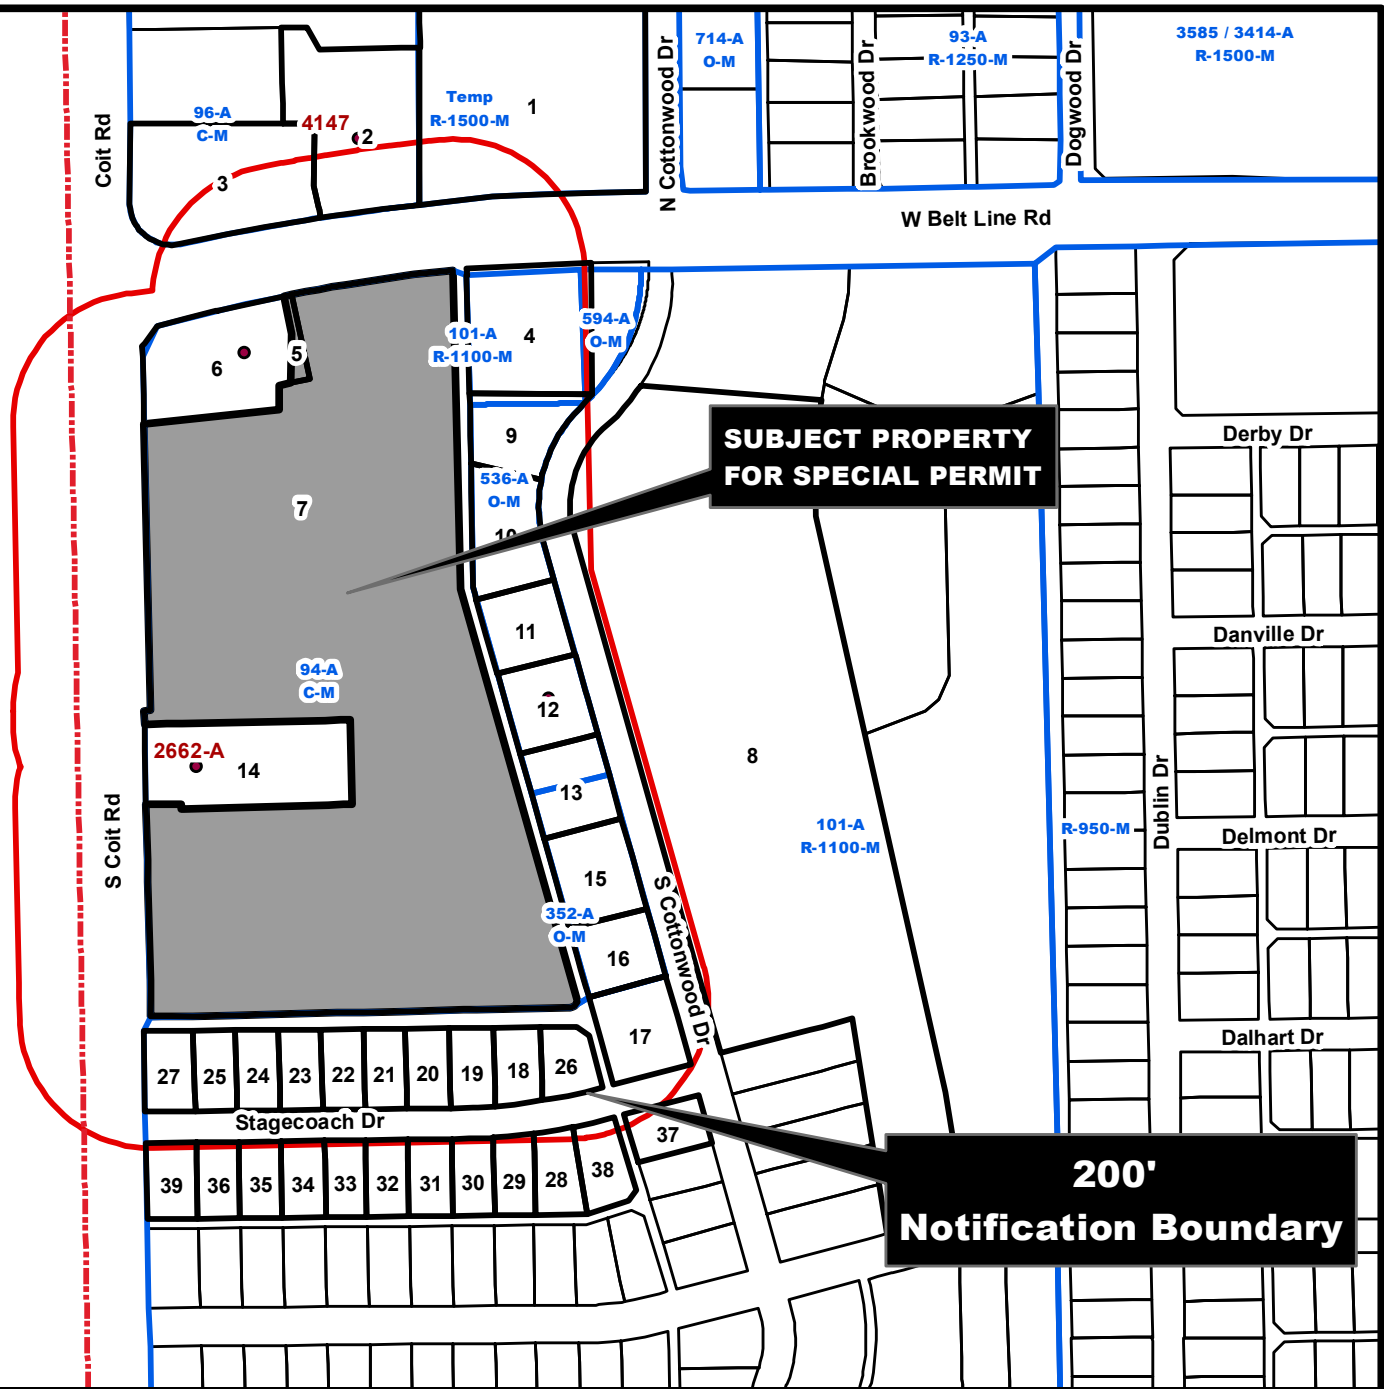 714-A
O-M
93-A
R-1250-M
3585 / 3414-A
R-1500-M
Coit Rd
96-A
C-M
4147
2
Temp
R-1500-M
1
3
N Cottonwood Dr
Brookwood Dr
Dogwood Dr
W Belt Line Rd
6
5
101-A
R-1100-M
4
594-A
O-M
9
536-A
O-M
10
SUBJECT PROPERTY
FOR SPECIAL PERMIT
Derby Dr
7
11
Danville Dr
94-A
C-M
12
2662-A
14
13
8
S Coit Rd
101-A
R-1100-M
R-950-M
Dublin Dr
Delmont Dr
15
352-A
O-M
16
S Cottonwood Dr
17
Dalhart Dr
27
25
24
23
22
21
20
19
18
26
Stagecoach Dr
37
39
36
35
34
33
32
31
30
29
28
38
200'
Notification Boundary